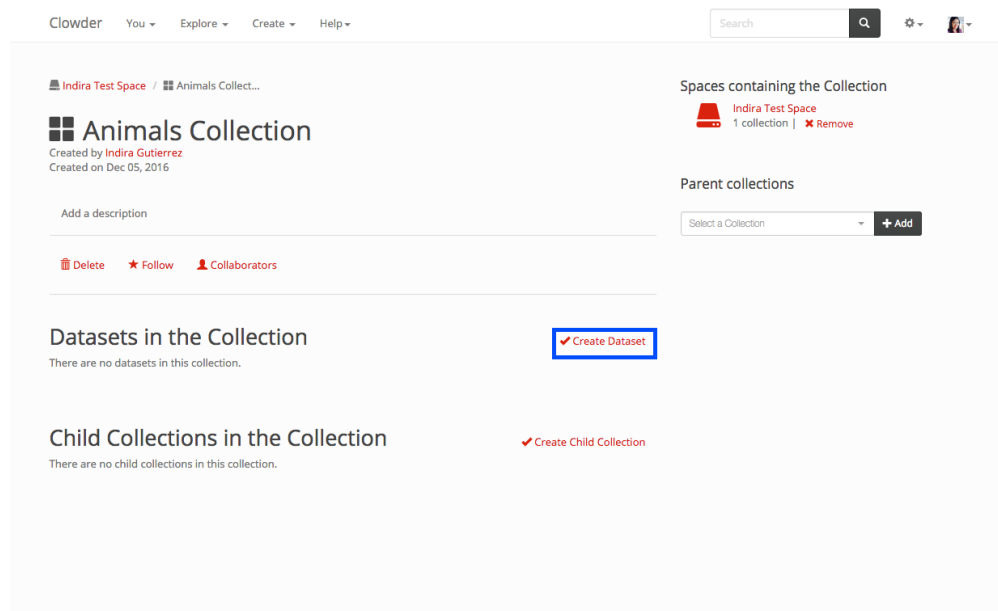 Clowder You Explore Create Help Search
Indira Test Space / Animals Collect...
Animals Collection
Created by Indira Gutierrez
Created on Dec 05, 2016
Add a description
Delete Follow Collaborators
Datasets in the Collection
Create Dataset
There are no datasets in this collection.
Child Collections in the Collection
Create Child Collection
There are no child collections in this collection.
Spaces containing the Collection
Indira Test Space
1 collection | Remove
Parent collections
Select a Collection Add